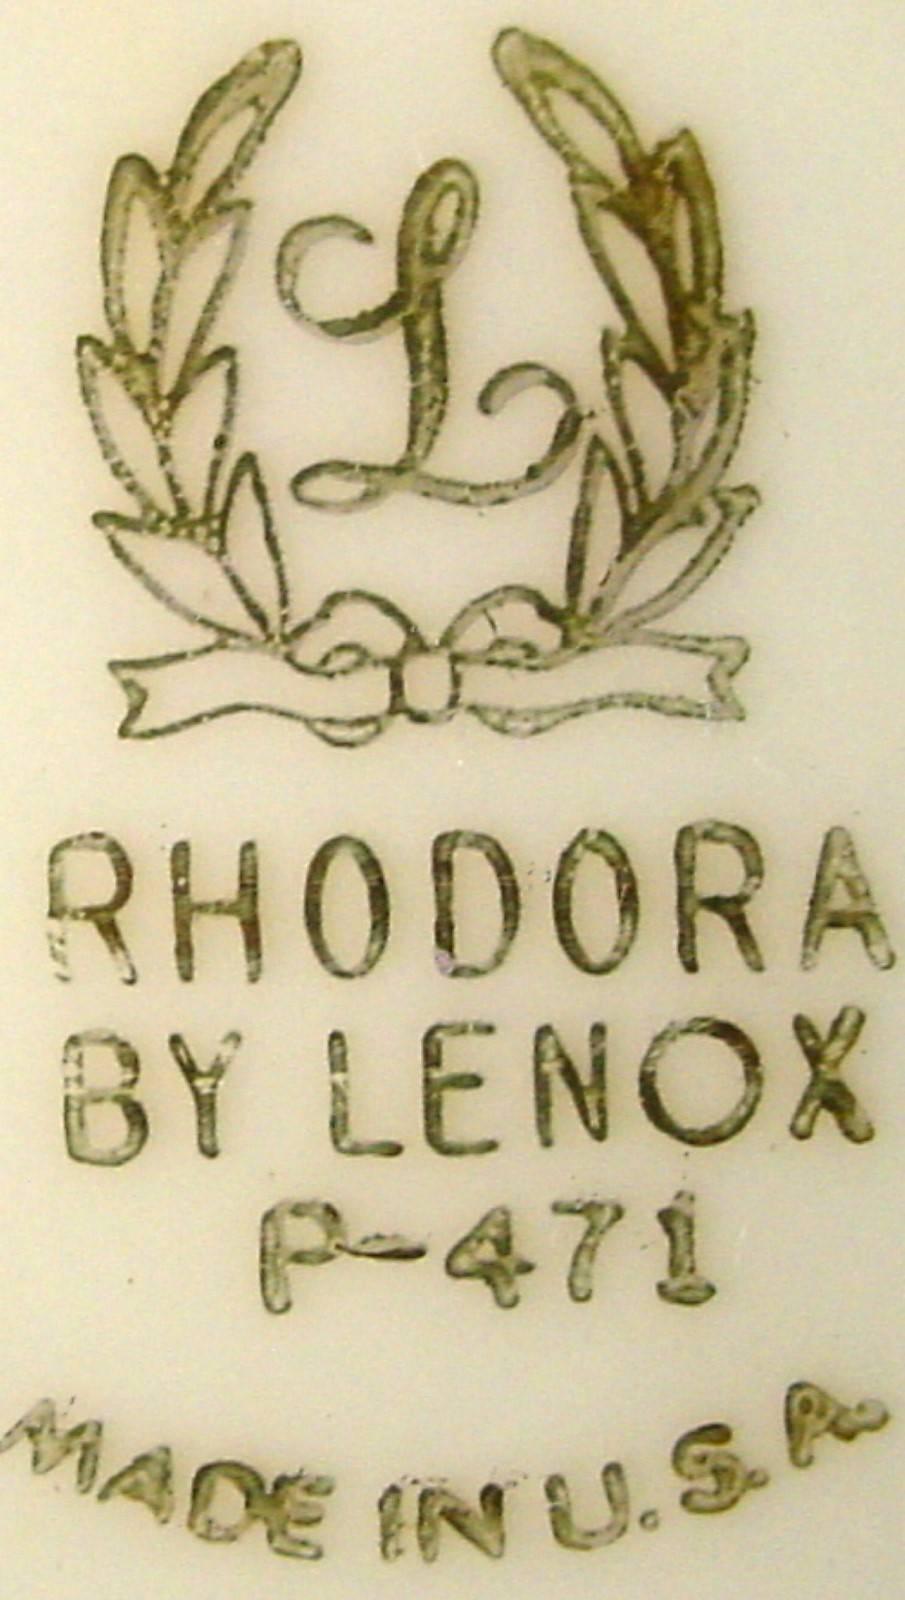 L
RHODORA
BY LENOX
P-471
MADE IN U.S.A.